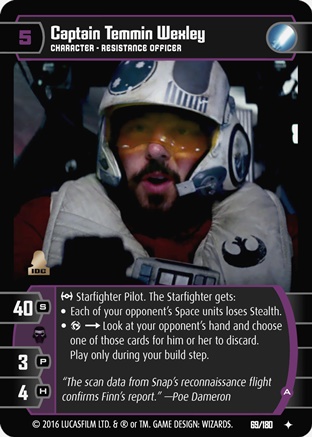 5 Captain Temmin Wexley
CHARACTER - RESISTANCE OFFICER
IDC
40 S
3 P
4 H
Starfighter Pilot. The Starfighter gets:
• Each of your opponent's Space units loses Stealth.
• Look at your opponent's hand and choose
one of those cards for him or her to discard.
Play only during your build step.
"The scan data from Snap's reconnaissance flight
confirms Finn's report." —Poe Dameron
A
© 2016 LUCASFILM LTD. & ® or TM. GAME DESIGN: WIZARDS. 69/180